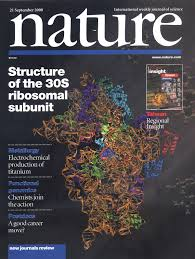 21 September 2000
International weekly journal of science
nature
www.nature.com
Structure
of the 30S
ribosomal
subunit
insight
Taiwan
Regional
Insight
Metallurgy
Electrochemical
production of
titanium
Functional
genomics
Chemists join
the action
Postdocs
A good career
move?
new journals review